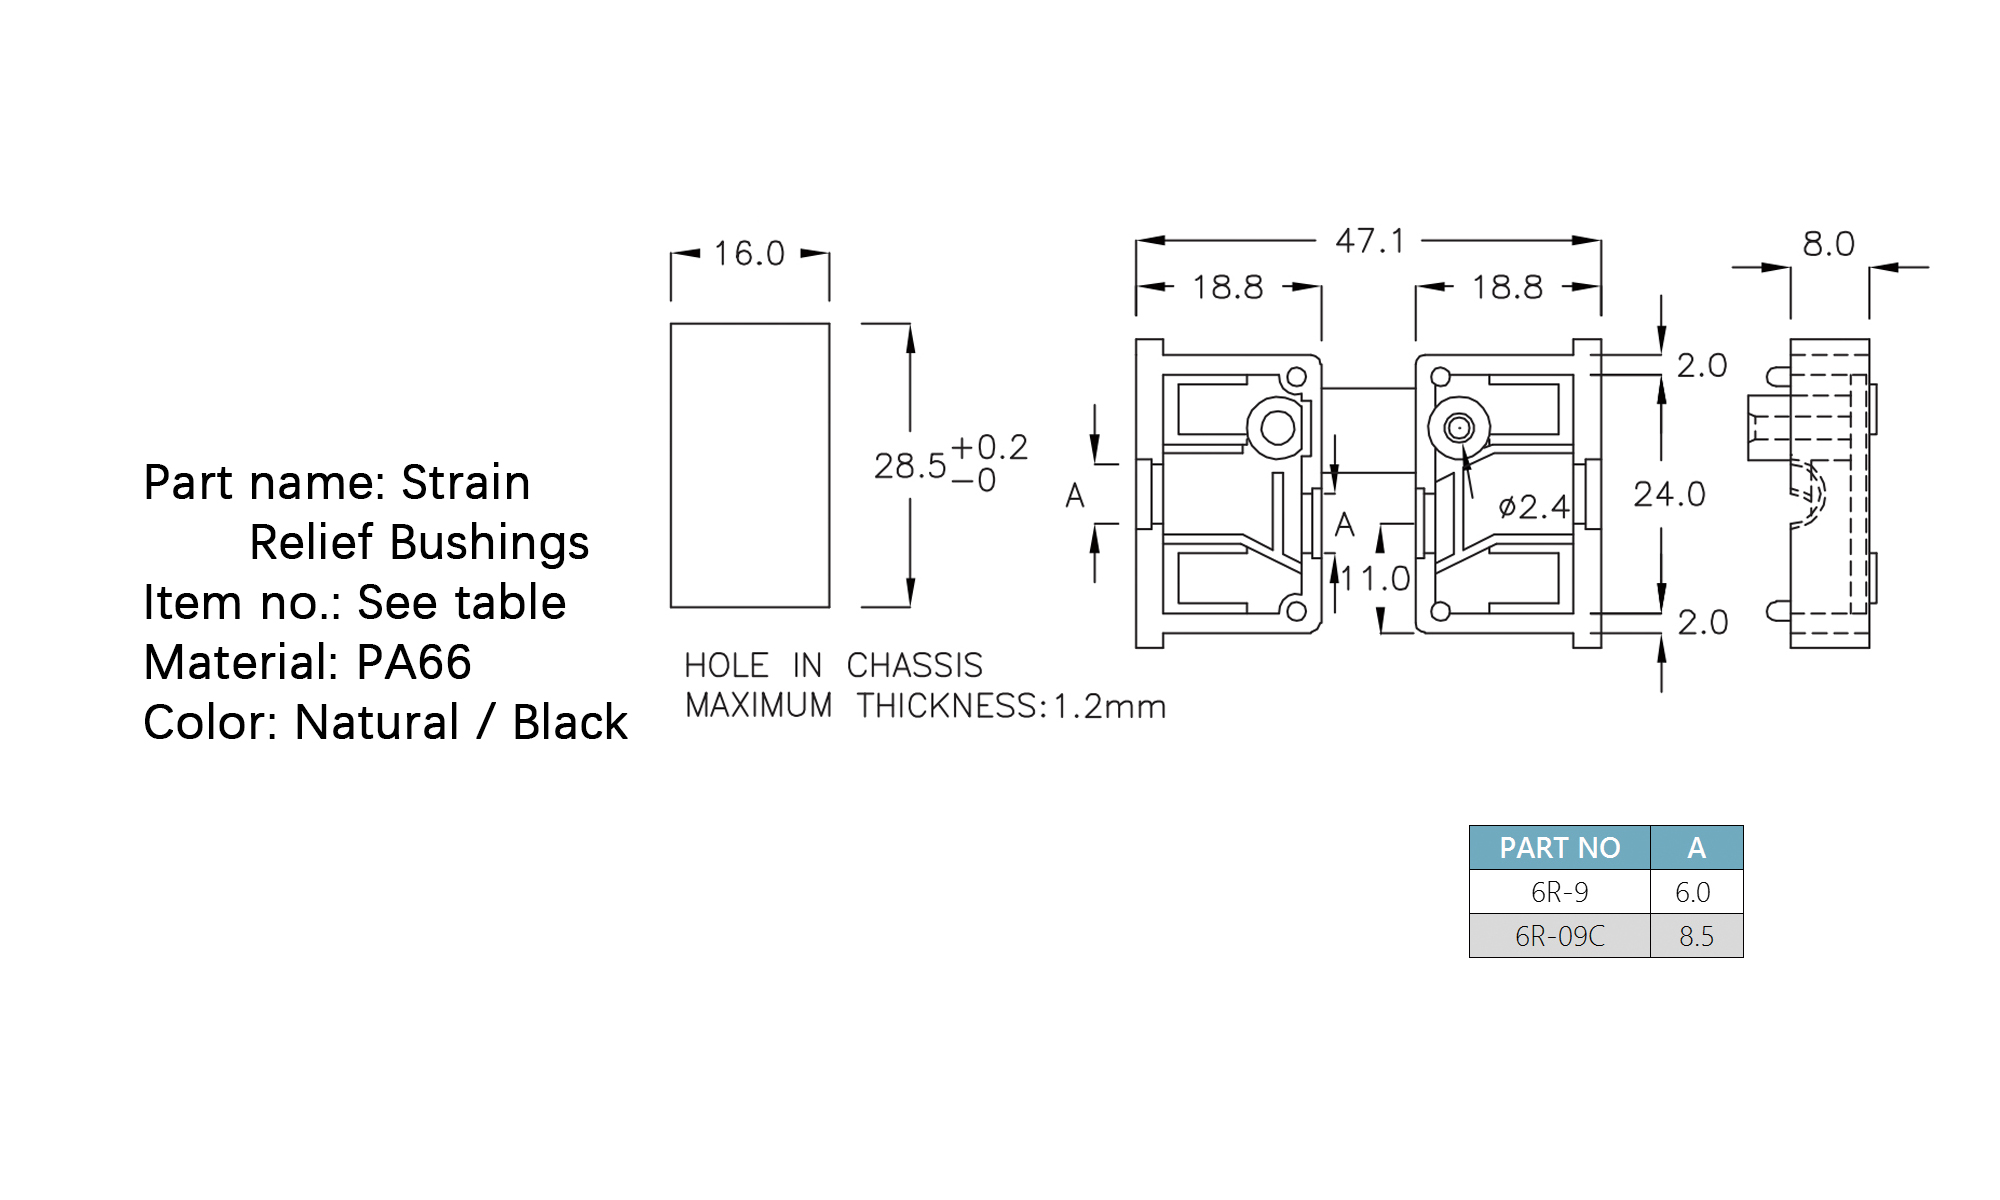 Part name: Strain
Relief Bushings
Item no.: See table
Material: PA66
Color: Natural / Black
16.0
28.5 +0.2
−0
HOLE IN CHASSIS
MAXIMUM THICKNESS:1.2mm
47.1
18.8
18.8
8.0
2.0
A
A
ø2.4
24.0
11.0
2.0
PART NO A
6R-9 6.0
6R-09C 8.5